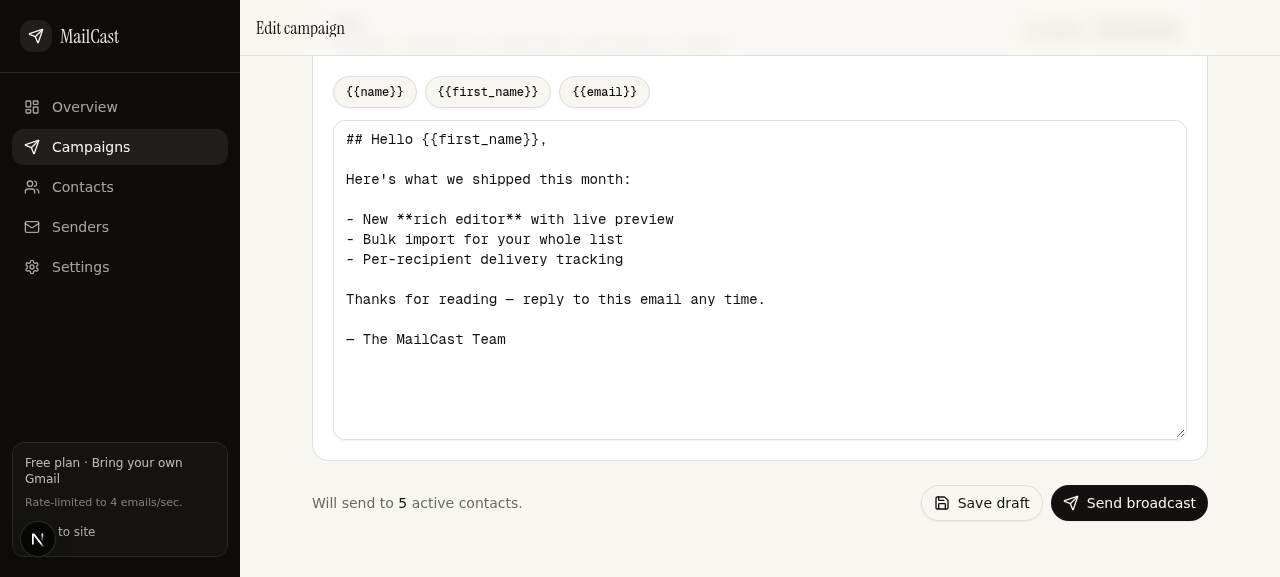 MailCast
Edit campaign
Overview
Campaigns
Contacts
Senders
Settings
Free plan · Bring your own
Gmail
Rate-limited to 4 emails/sec.
to site
{{name}}
{{first_name}}
{{email}}
## Hello {{first_name}},
Here's what we shipped this month:
- New **rich editor** with live preview
- Bulk import for your whole list
- Per-recipient delivery tracking
Thanks for reading — reply to this email any time.
— The MailCast Team
Will send to 5 active contacts.
Save draft
Send broadcast